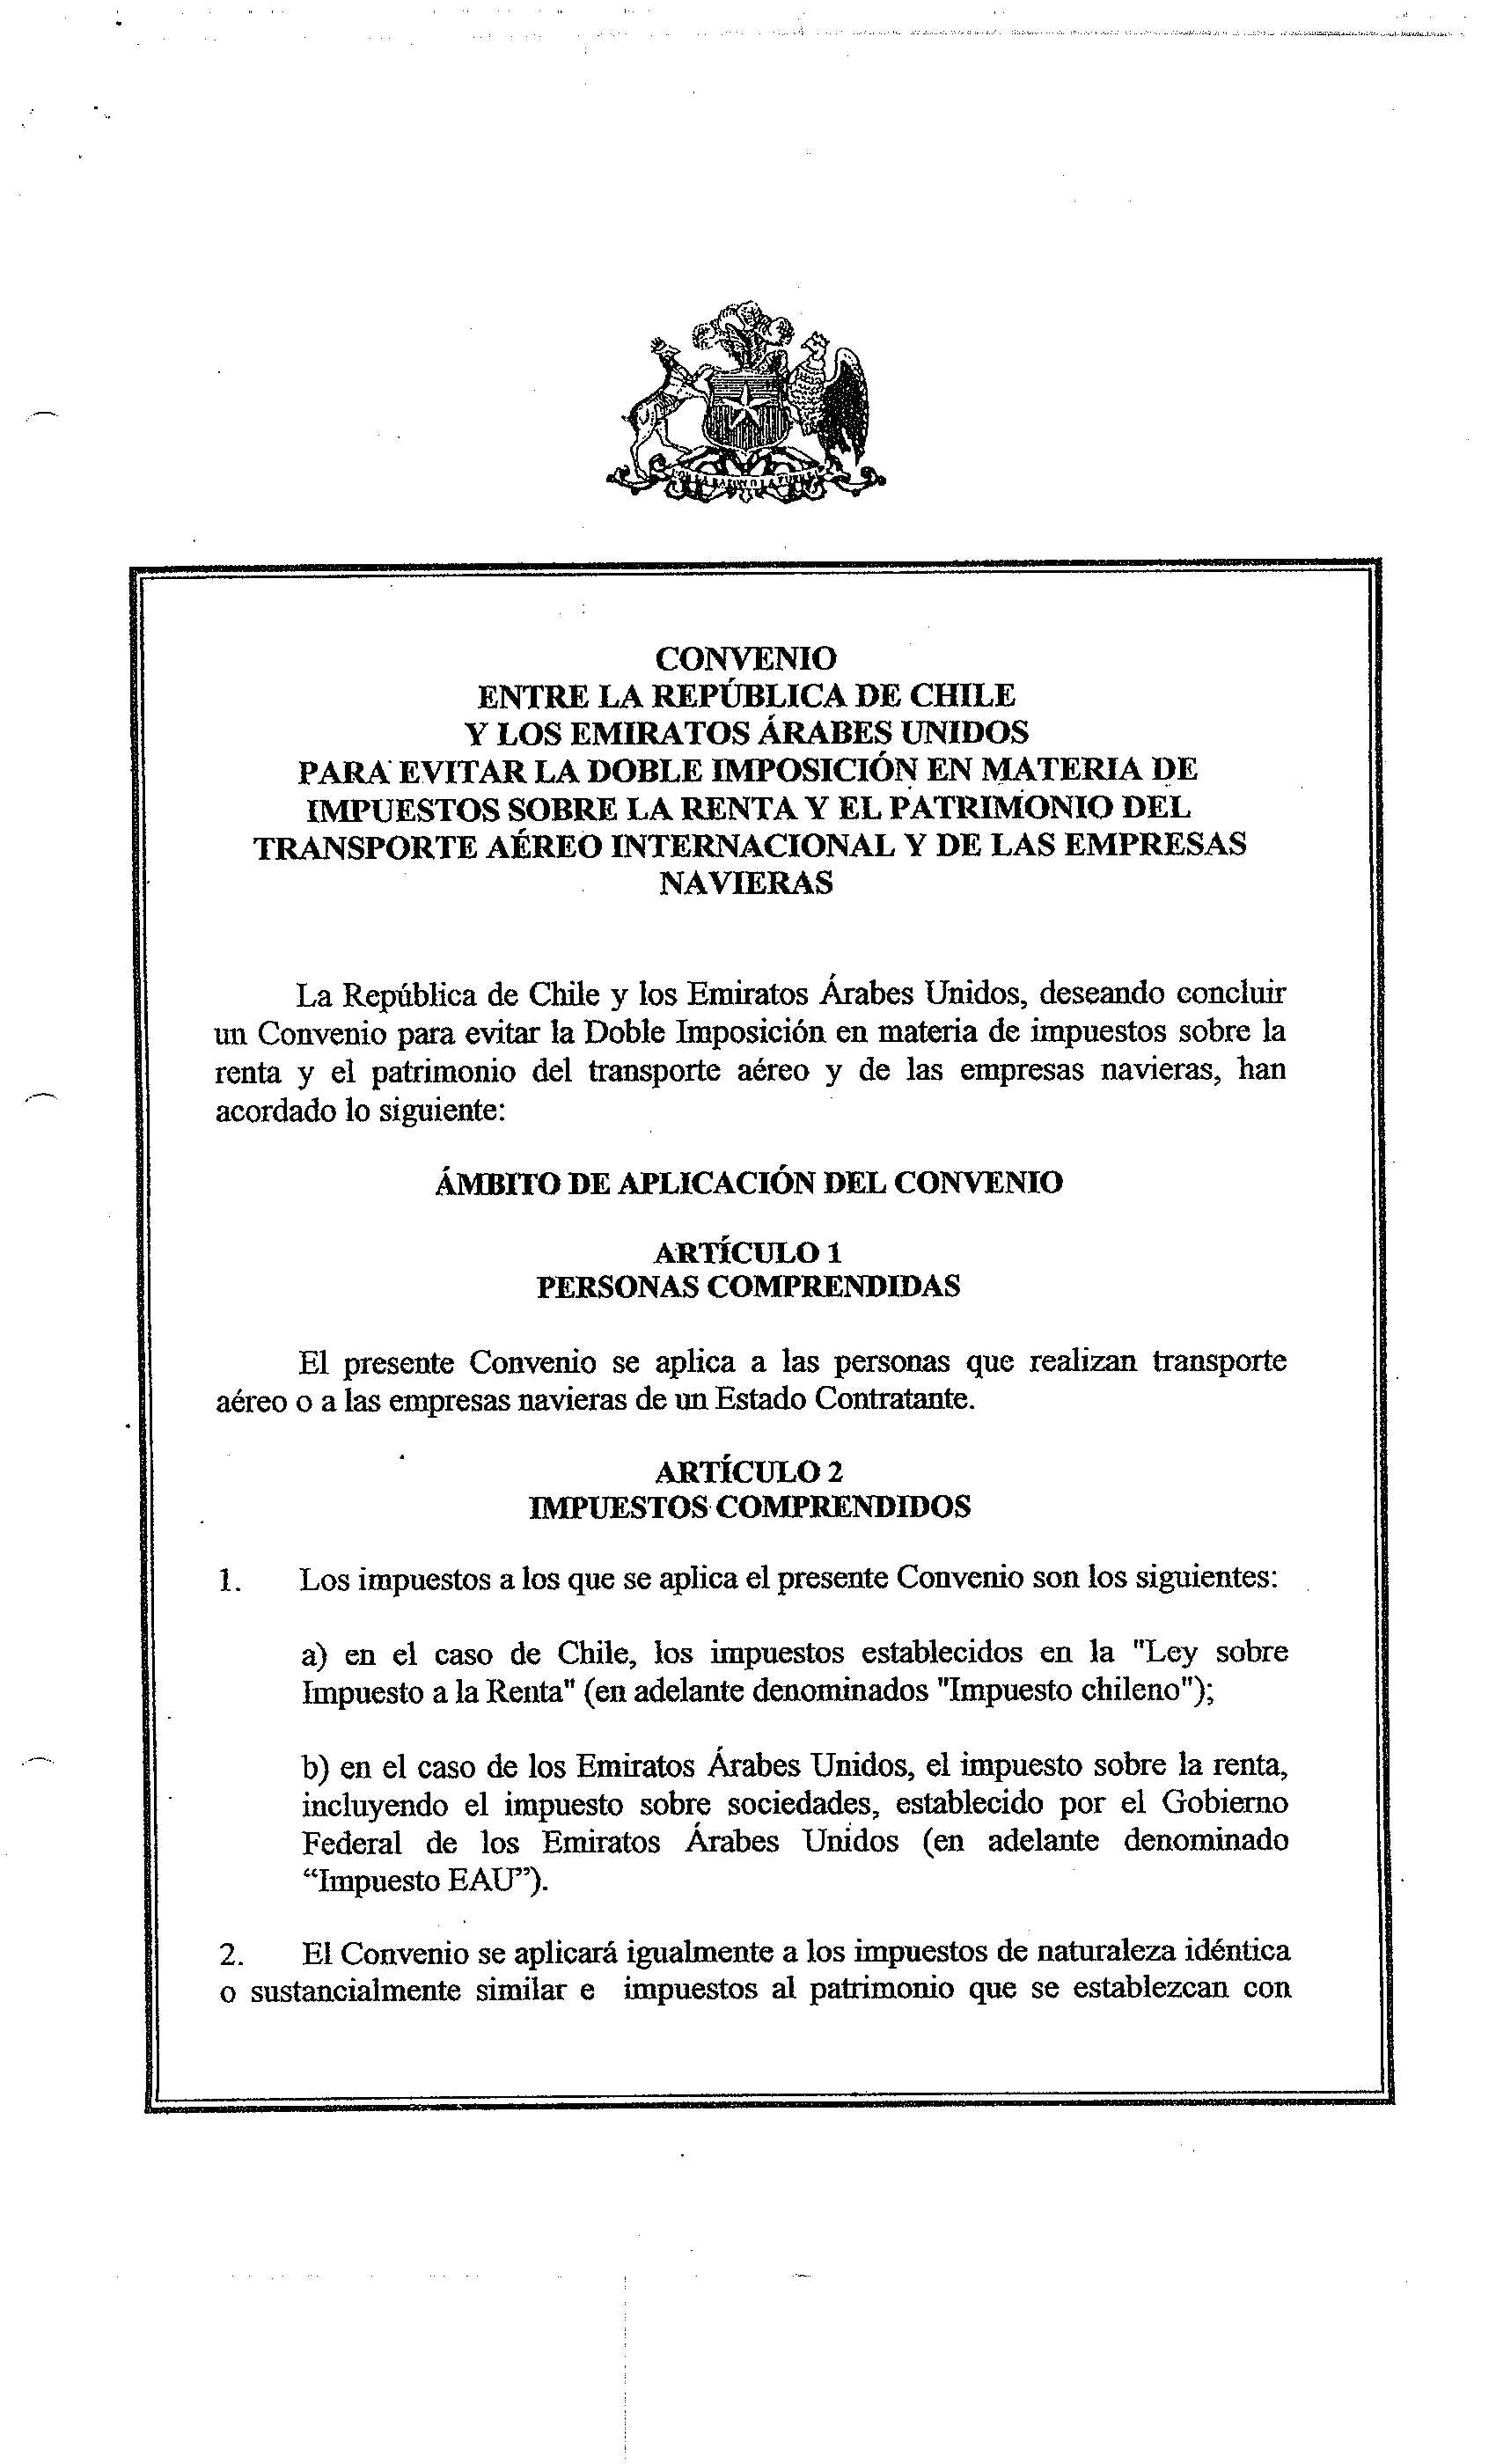 CONVENIO
ENTRE LA REPÚBLICA DE CHILE
Y LOS EMIRATOS ÁRABES UNIDOS
PARA EVITAR LA DOBLE IMPOSICIÓN EN MATERIA DE
IMPUESTOS SOBRE LA RENTA Y EL PATRIMONIO DEL
TRANSPORTE AÉREO INTERNACIONAL Y DE LAS EMPRESAS
NAVIERAS
La República de Chile y los Emiratos Árabes Unidos, deseando concluir
un Convenio para evitar la Doble Imposición en materia de impuestos sobre la
renta y el patrimonio del transporte aéreo y de las empresas navieras, han
acordado lo siguiente:
ÁMBITO DE APLICACIÓN DEL CONVENIO
ARTÍCULO 1
PERSONAS COMPRENDIDAS
El presente Convenio se aplica a las personas que realizan transporte
aéreo o a las empresas navieras de un Estado Contratante.
ARTÍCULO 2
IMPUESTOS COMPRENDIDOS
1. Los impuestos a los que se aplica el presente Convenio son los siguientes:
a) en el caso de Chile, los impuestos establecidos en la "Ley sobre
Impuesto a la Renta" (en adelante denominados "Impuesto chileno");
b) en el caso de los Emiratos Árabes Unidos, el impuesto sobre la renta,
incluyendo el impuesto sobre sociedades, establecido por el Gobierno
Federal de los Emiratos Árabes Unidos (en adelante denominado
“Impuesto EAU”).
2. El Convenio se aplicará igualmente a los impuestos de naturaleza idéntica
o sustancialmente similar e impuestos al patrimonio que se establezcan con